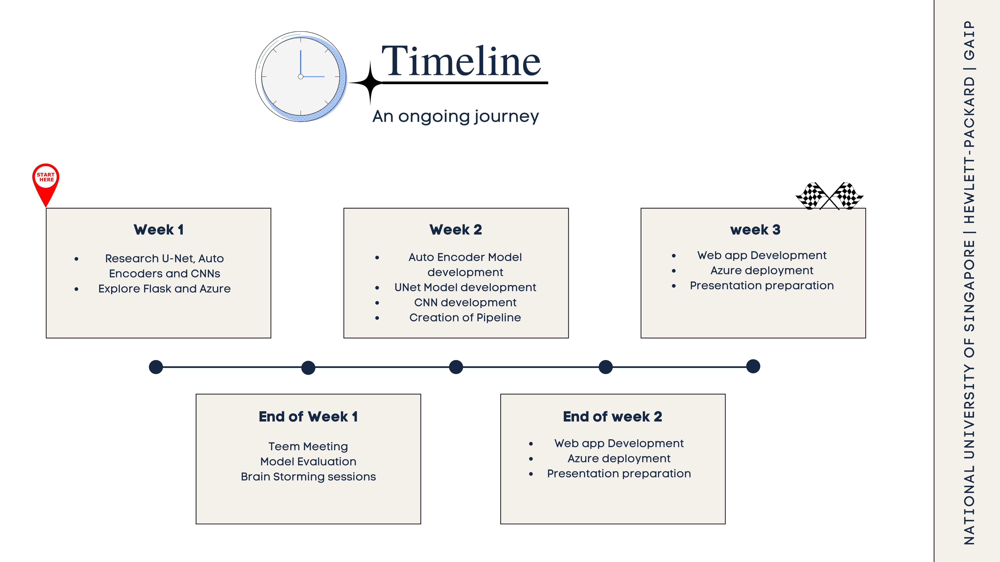 Timeline
An ongoing journey
START
HERE
Week 1
• Research U-Net, Auto
Encoders and CNNs
• Explore Flask and Azure
Week 2
• Auto Encoder Model
development
• UNet Model development
• CNN development
• Creation of Pipeline
week 3
• Web app Development
• Azure deployment
• Presentation preparation
End of Week 1
Teem Meeting
Model Evaluation
Brain Storming sessions
End of week 2
• Web app Development
• Azure deployment
• Presentation preparation
NATIONAL UNIVERSITY OF SINGAPORE | HEWLETT-PACKARD | GAIP